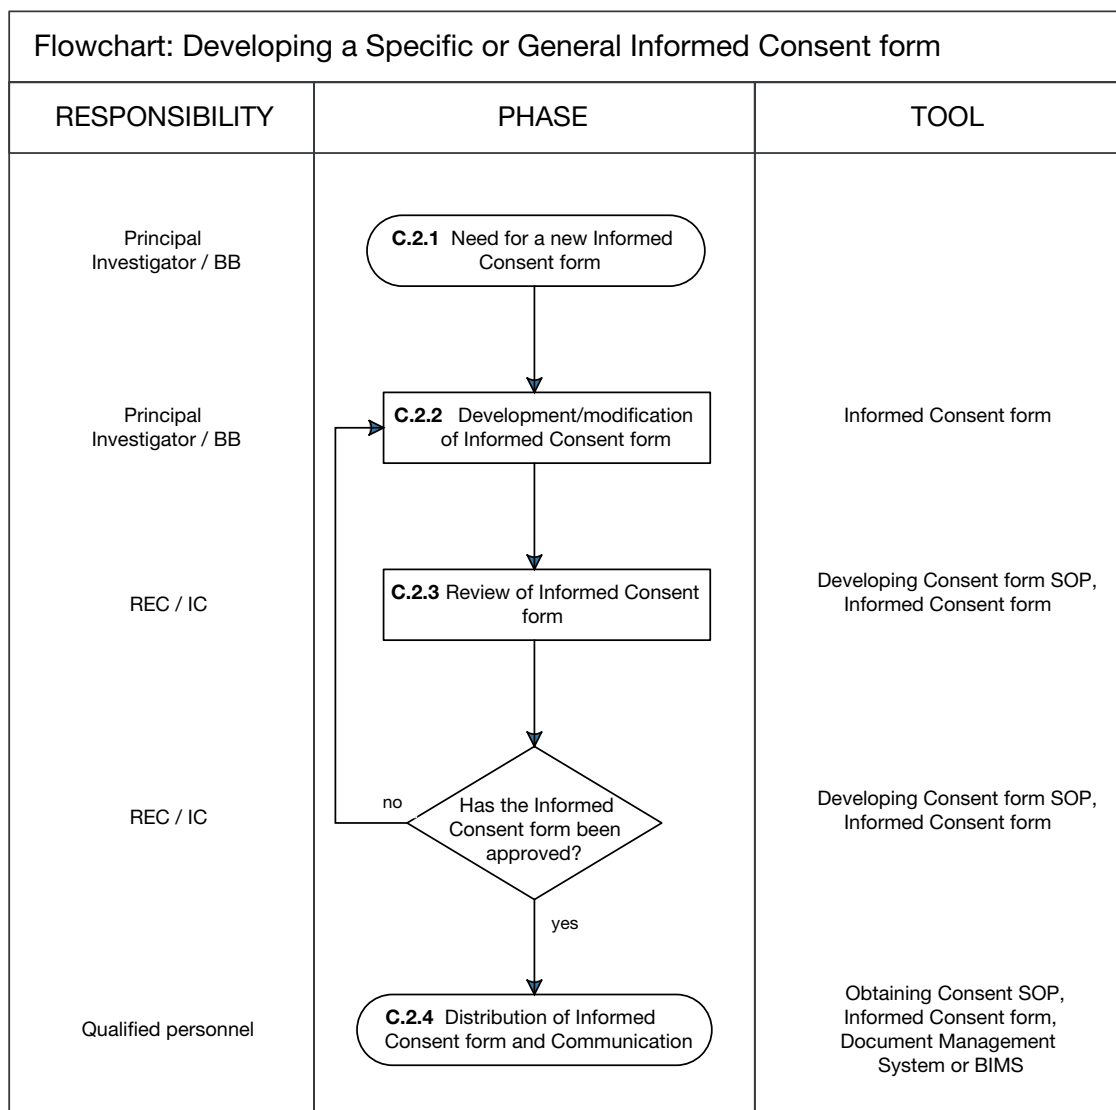 Flowchart: Developing a Specific or General Informed Consent form
RESPONSIBILITY
PHASE
TOOL
Principal
Investigator / BB
C.2.1 Need for a new Informed
Consent form
Principal
Investigator / BB
C.2.2 Development/modification
of Informed Consent form
Informed Consent form
REC / IC
C.2.3 Review of Informed Consent
form
Developing Consent form SOP,
Informed Consent form
REC / IC
no
Has the Informed
Consent form been
approved?
Developing Consent form SOP,
Informed Consent form
yes
Qualified personnel
C.2.4 Distribution of Informed
Consent form and Communication
Obtaining Consent SOP,
Informed Consent form,
Document Management
System or BIMS